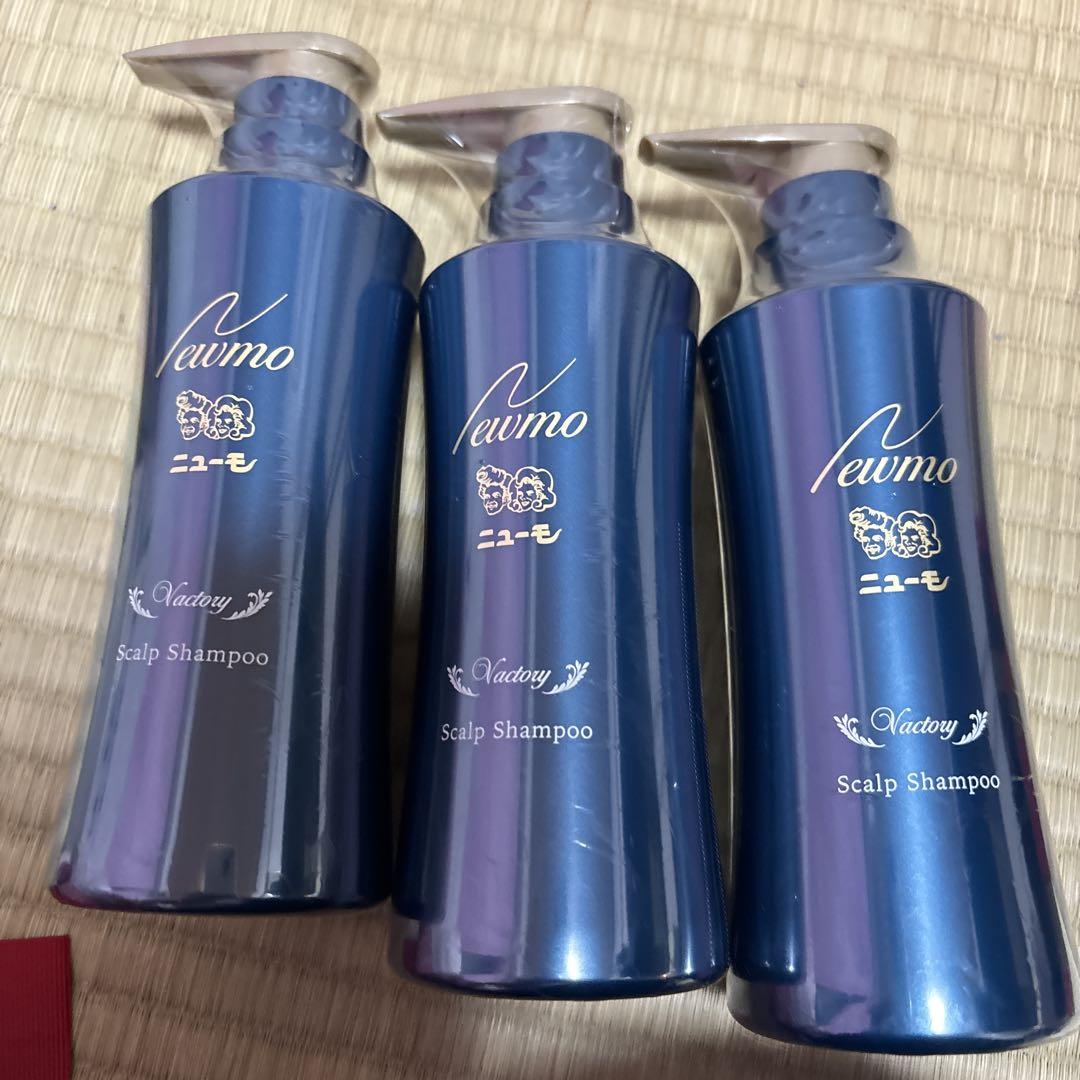 Newmo
ニューモ
Vactory
Scalp Shampoo
Newmo
ニューモ
Vactory
Scalp Shampoo
Newmo
ニューモ
Vactory
Scalp Shampoo